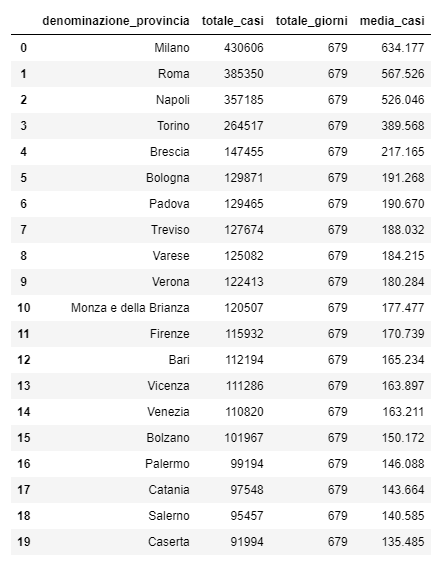 denominazione_provincia totale_casi totale_giorni media_casi
0 Milano 430606 679 634.177
1 Roma 385350 679 567.526
2 Napoli 357185 679 526.046
3 Torino 264517 679 389.568
4 Brescia 147455 679 217.165
5 Bologna 129871 679 191.268
6 Padova 129465 679 190.670
7 Treviso 127674 679 188.032
8 Varese 125082 679 184.215
9 Verona 122413 679 180.284
10 Monza e della Brianza 120507 679 177.477
11 Firenze 115932 679 170.739
12 Bari 112194 679 165.234
13 Vicenza 111286 679 163.897
14 Venezia 110820 679 163.211
15 Bolzano 101967 679 150.172
16 Palermo 99194 679 146.088
17 Catania 97548 679 143.664
18 Salerno 95457 679 140.585
19 Caserta 91994 679 135.485